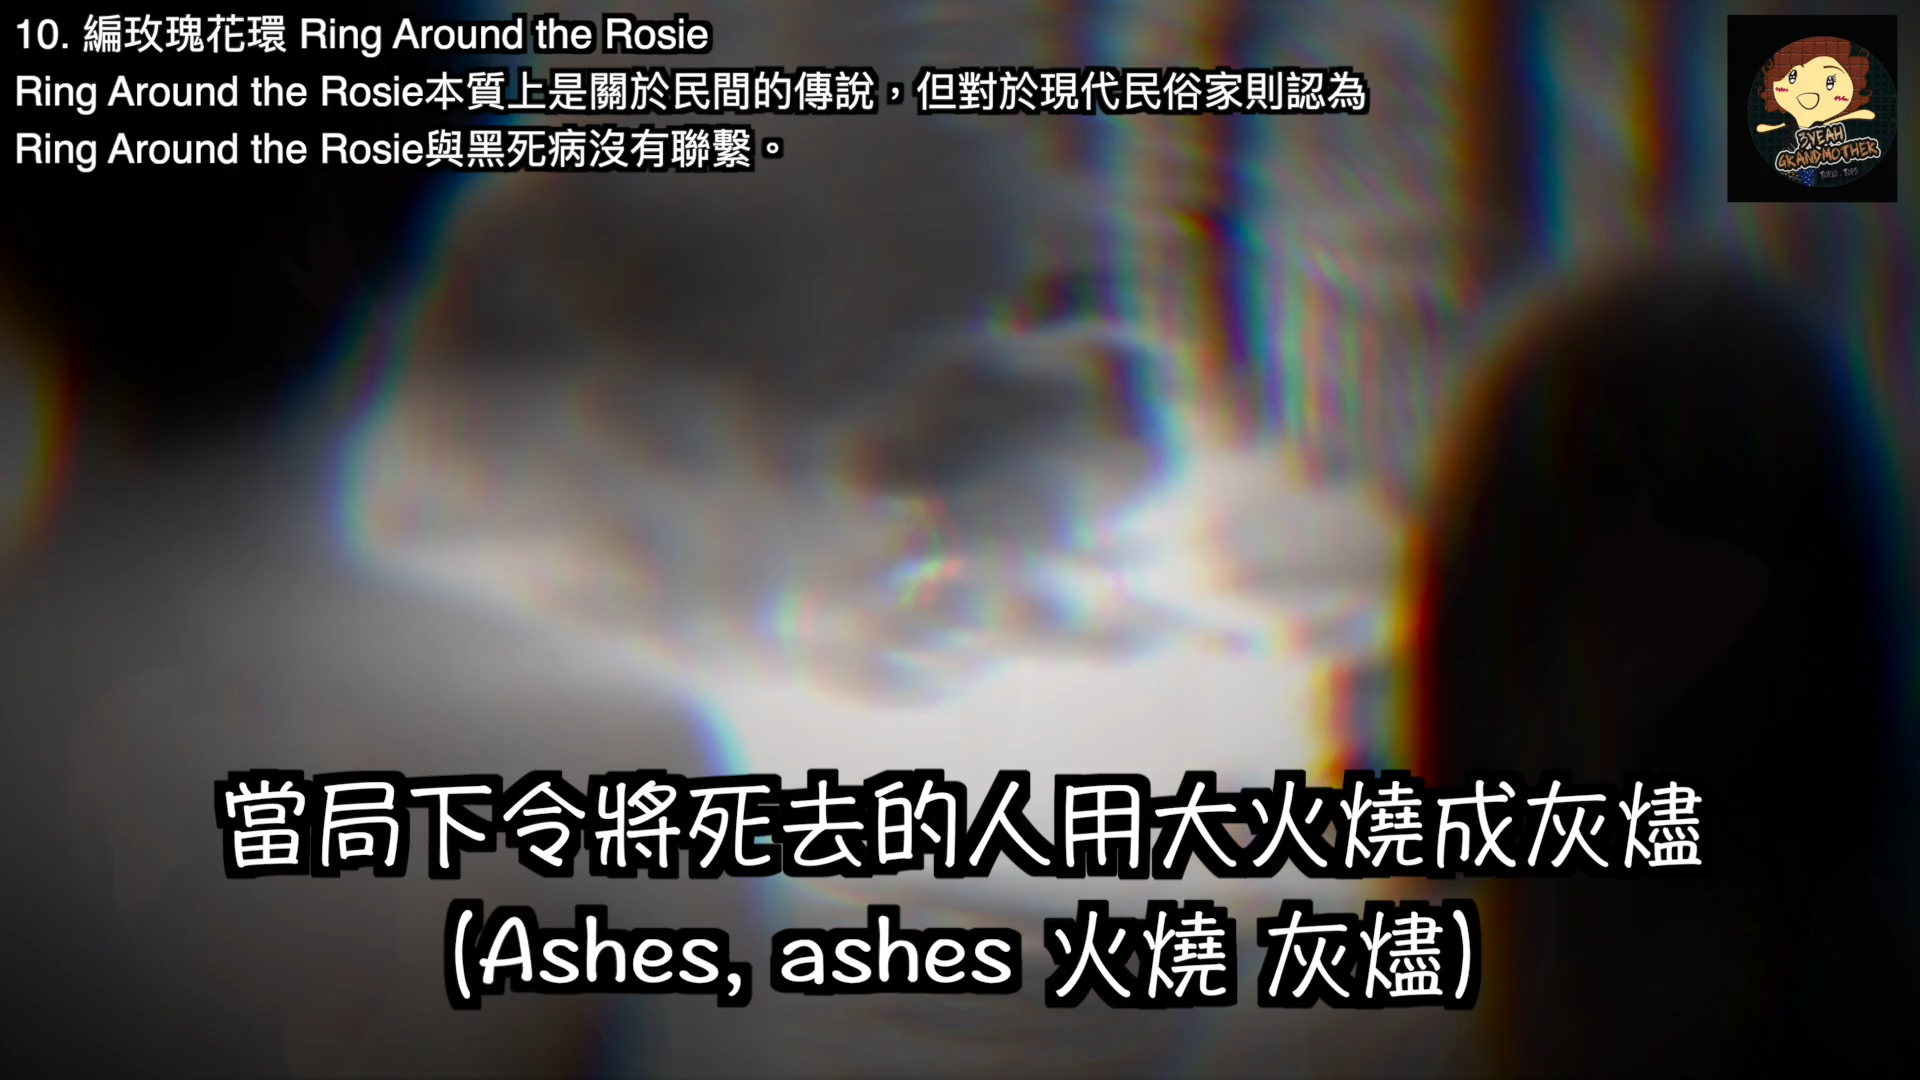 10. 編玫瑰花環 Ring Around the Rosie
Ring Around the Rosie本質上是關於民間的傳說，但對於現代民俗家則認為
Ring Around the Rosie與黑死病沒有聯繫。
3YEAH
GRANDMOTHER
TOP10 . TOP5
當局下令將死去的人用大火燒成灰燼
(Ashes, ashes 火燒 灰燼)